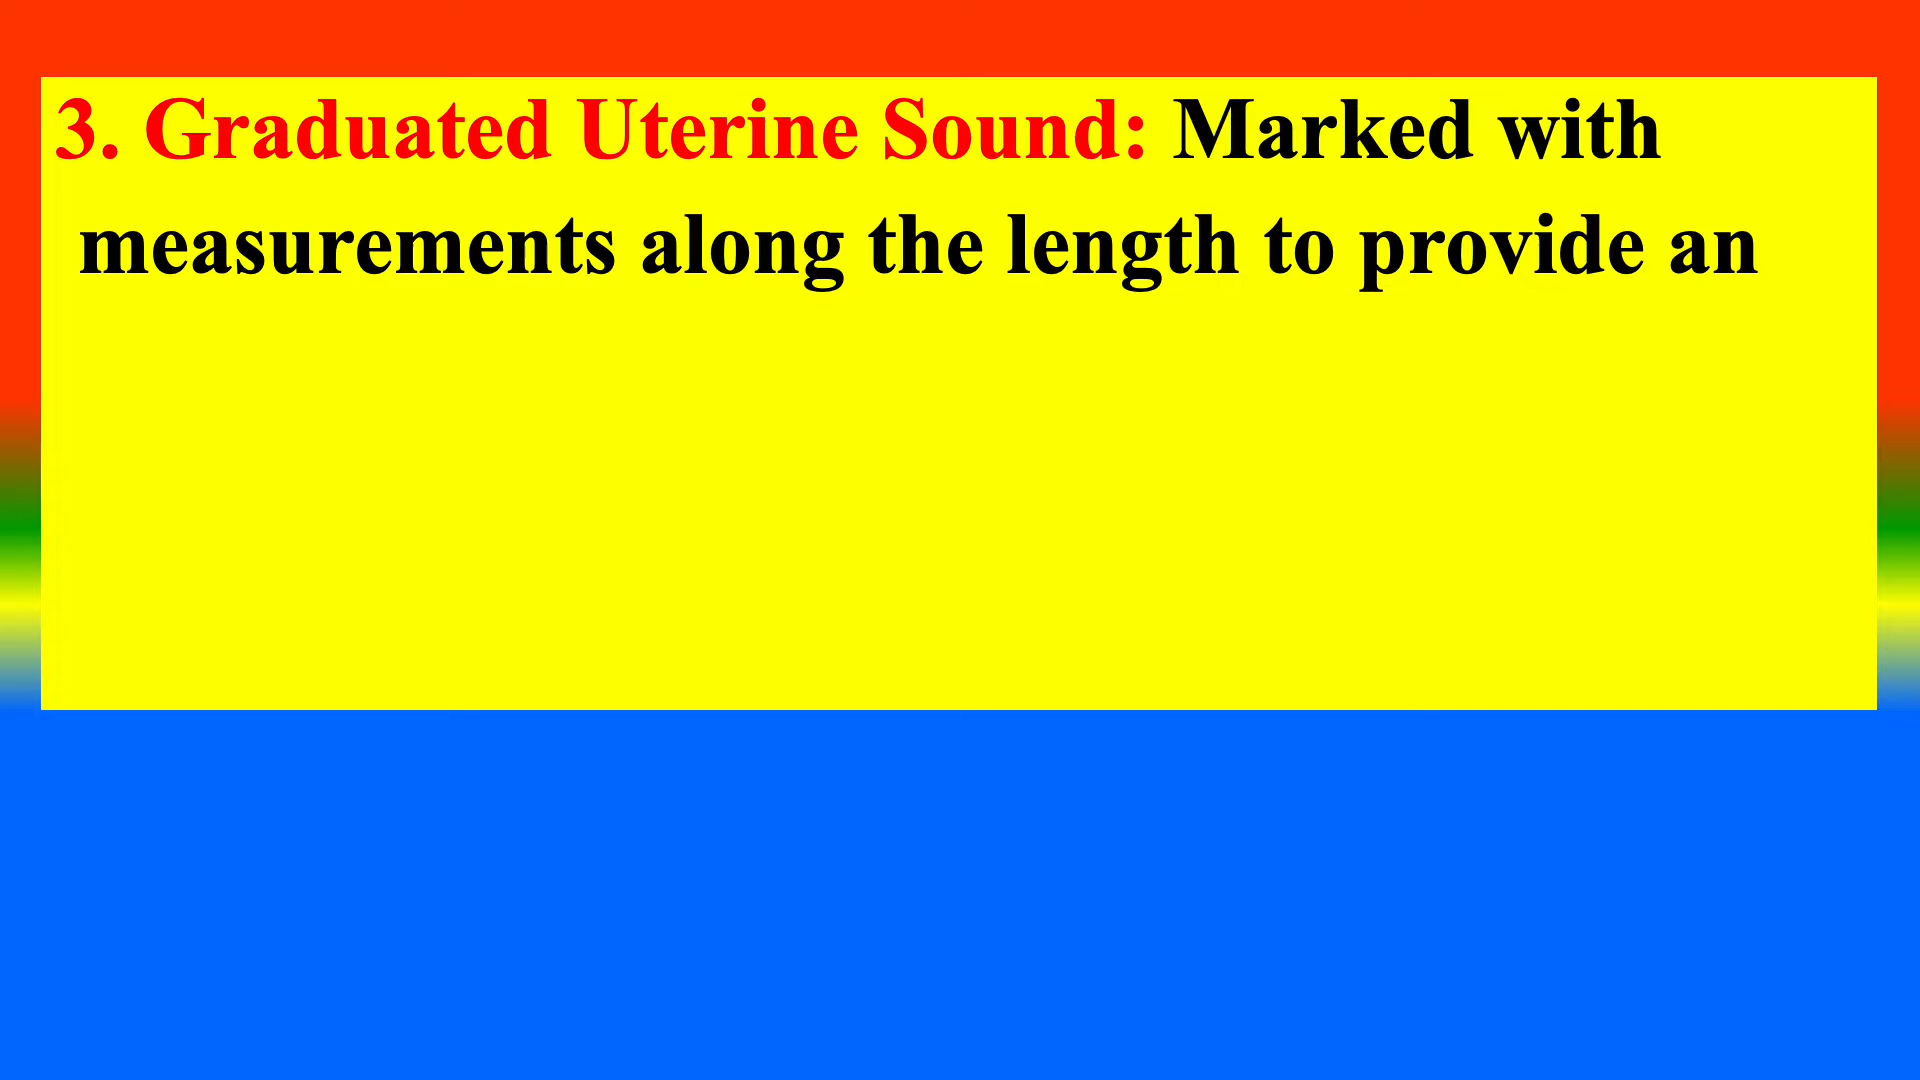 3. Graduated Uterine Sound: Marked with
measurements along the length to provide an